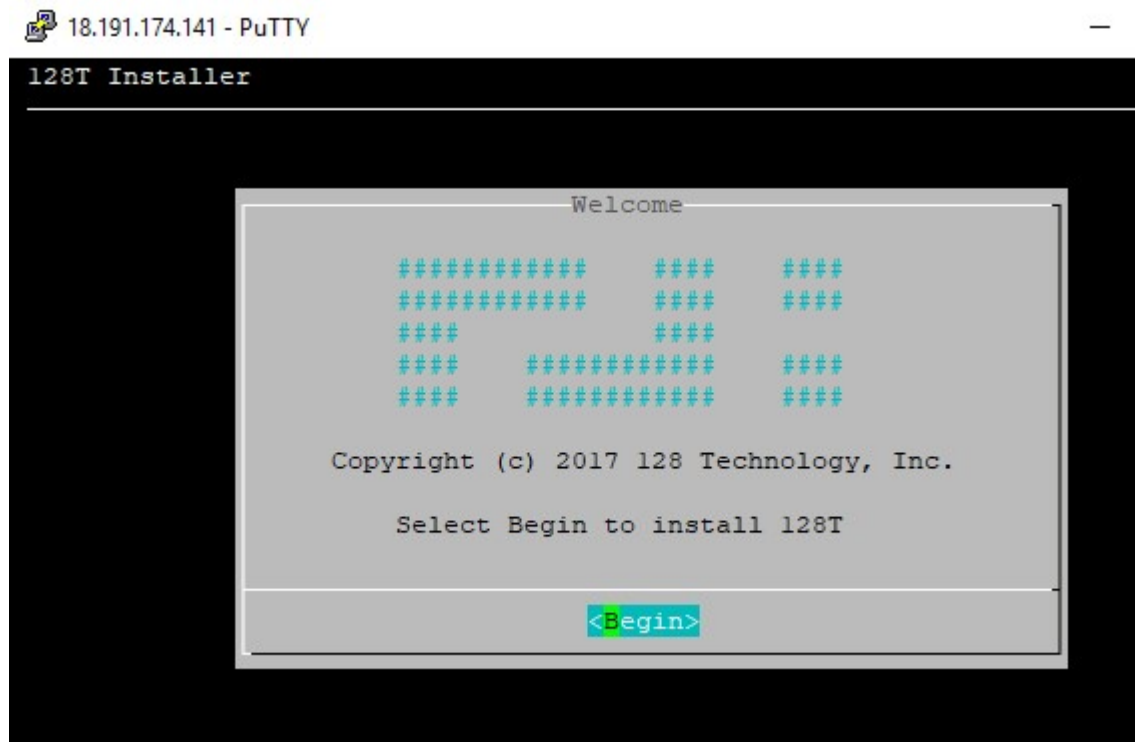 18.191.174.141 - PuTTY
128T Installer
Welcome
############ #### ####
############ #### ####
#### ####
#### ############ ####
#### ############ ####
Copyright (c) 2017 128 Technology, Inc.
Select Begin to install 128T
<Begin>